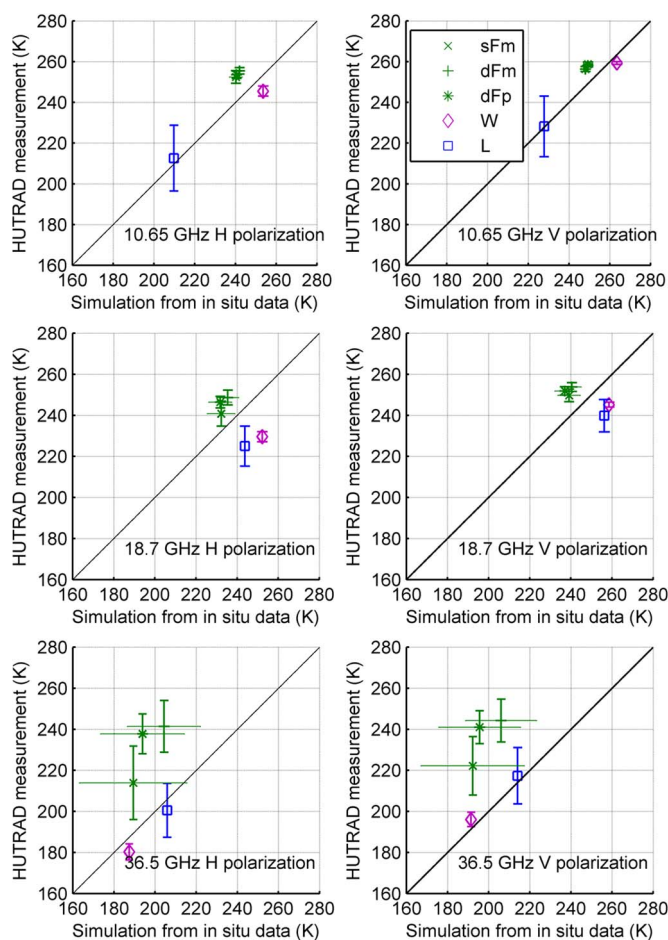 280
260
240
220
200
180
160
HUTRAD measurement (K)
10.65 GHz H polarization
160 180 200 220 240 260 280
Simulation from in situ data (K)
280
260
240
220
200
180
160
HUTRAD measurement (K)
sFm
dFm
dFp
W
L
10.65 GHz V polarization
160 180 200 220 240 260 280
Simulation from in situ data (K)
280
260
240
220
200
180
160
HUTRAD measurement (K)
18.7 GHz H polarization
160 180 200 220 240 260 280
Simulation from in situ data (K)
280
260
240
220
200
180
160
HUTRAD measurement (K)
18.7 GHz V polarization
160 180 200 220 240 260 280
Simulation from in situ data (K)
280
260
240
220
200
180
160
HUTRAD measurement (K)
36.5 GHz H polarization
160 180 200 220 240 260 280
Simulation from in situ data (K)
280
260
240
220
200
180
160
HUTRAD measurement (K)
36.5 GHz V polarization
160 180 200 220 240 260 280
Simulation from in situ data (K)